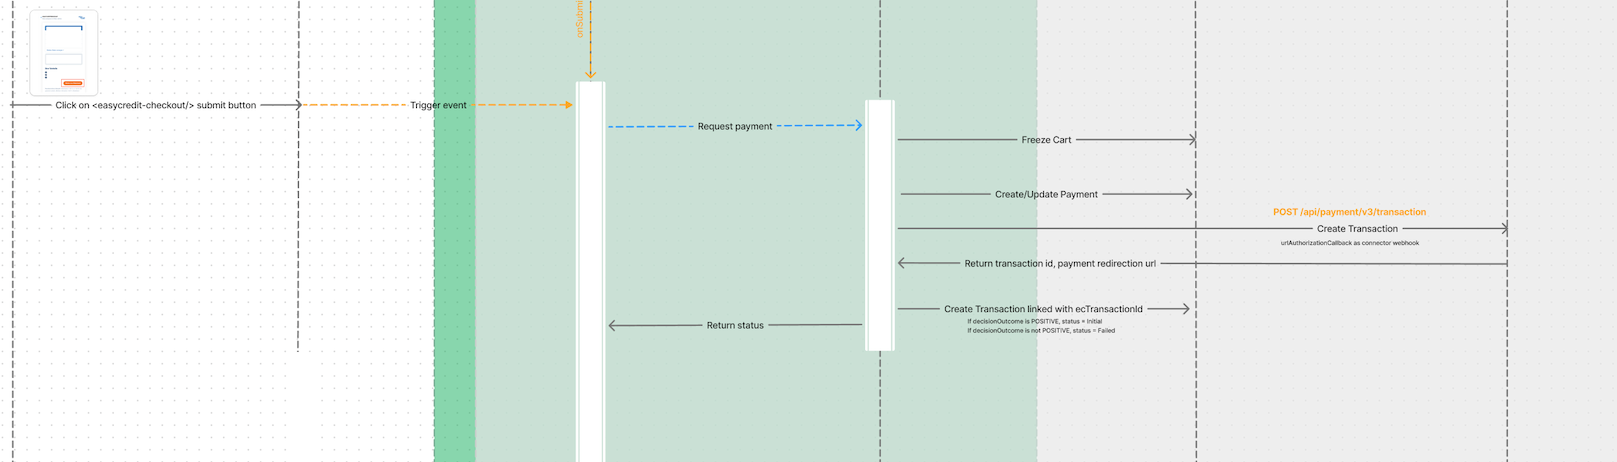 onSubmi
Click on <easycredit-checkout/> submit button
Trigger event
Request payment
Freeze Cart
Create/Update Payment
POST /api/payment/v3/transaction
Create Transaction
urlAuthorizationCallback as connector webhook
Return transaction id, payment redirection url
Create Transaction linked with ecTransactionId
If decisionOutcome is POSITIVE, status = Initial
If decisionOutcome is not POSITIVE, status = Failed
Return status